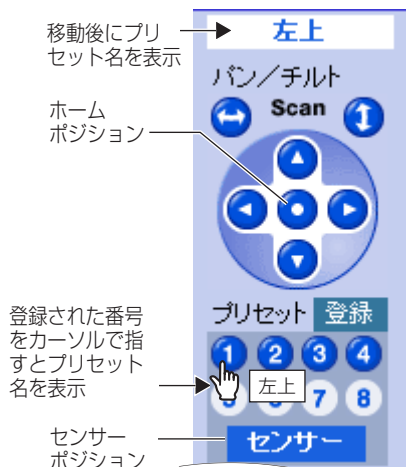 移動後にプリ
セット名を表示
左上
パン／チルト
Scan
ホーム
ポジション
プリセット 登録
登録された番号
をカーソルで指
すとプリセット
名を表示
1 2 3 4
左上
5 6 7 8
センサー
ポジション
センサー